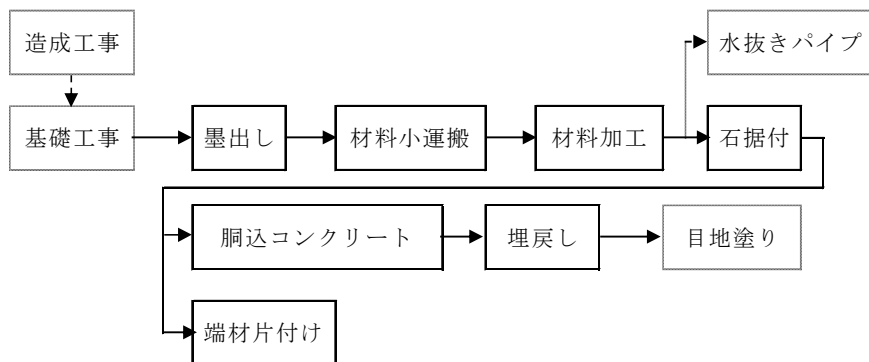 造成工事
水抜きパイプ
基礎工事
墨出し
材料小運搬
材料加工
石据付
胴込コンクリート
埋戻し
目地塗り
端材片付け